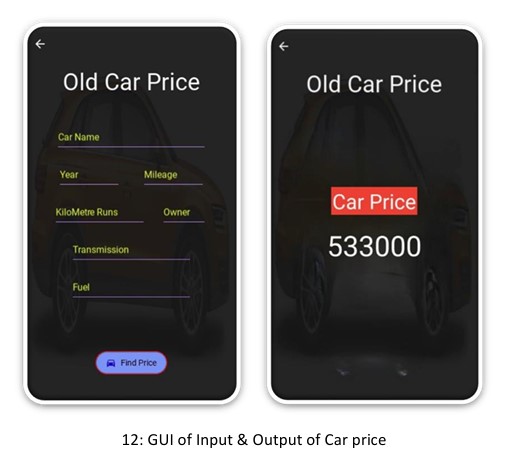 Old Car Price
Car Name
Year Mileage
KiloMetre Runs Owner
Transmission
Fuel
Find Price
Old Car Price
Car Price
533000
12: GUI of Input & Output of Car price